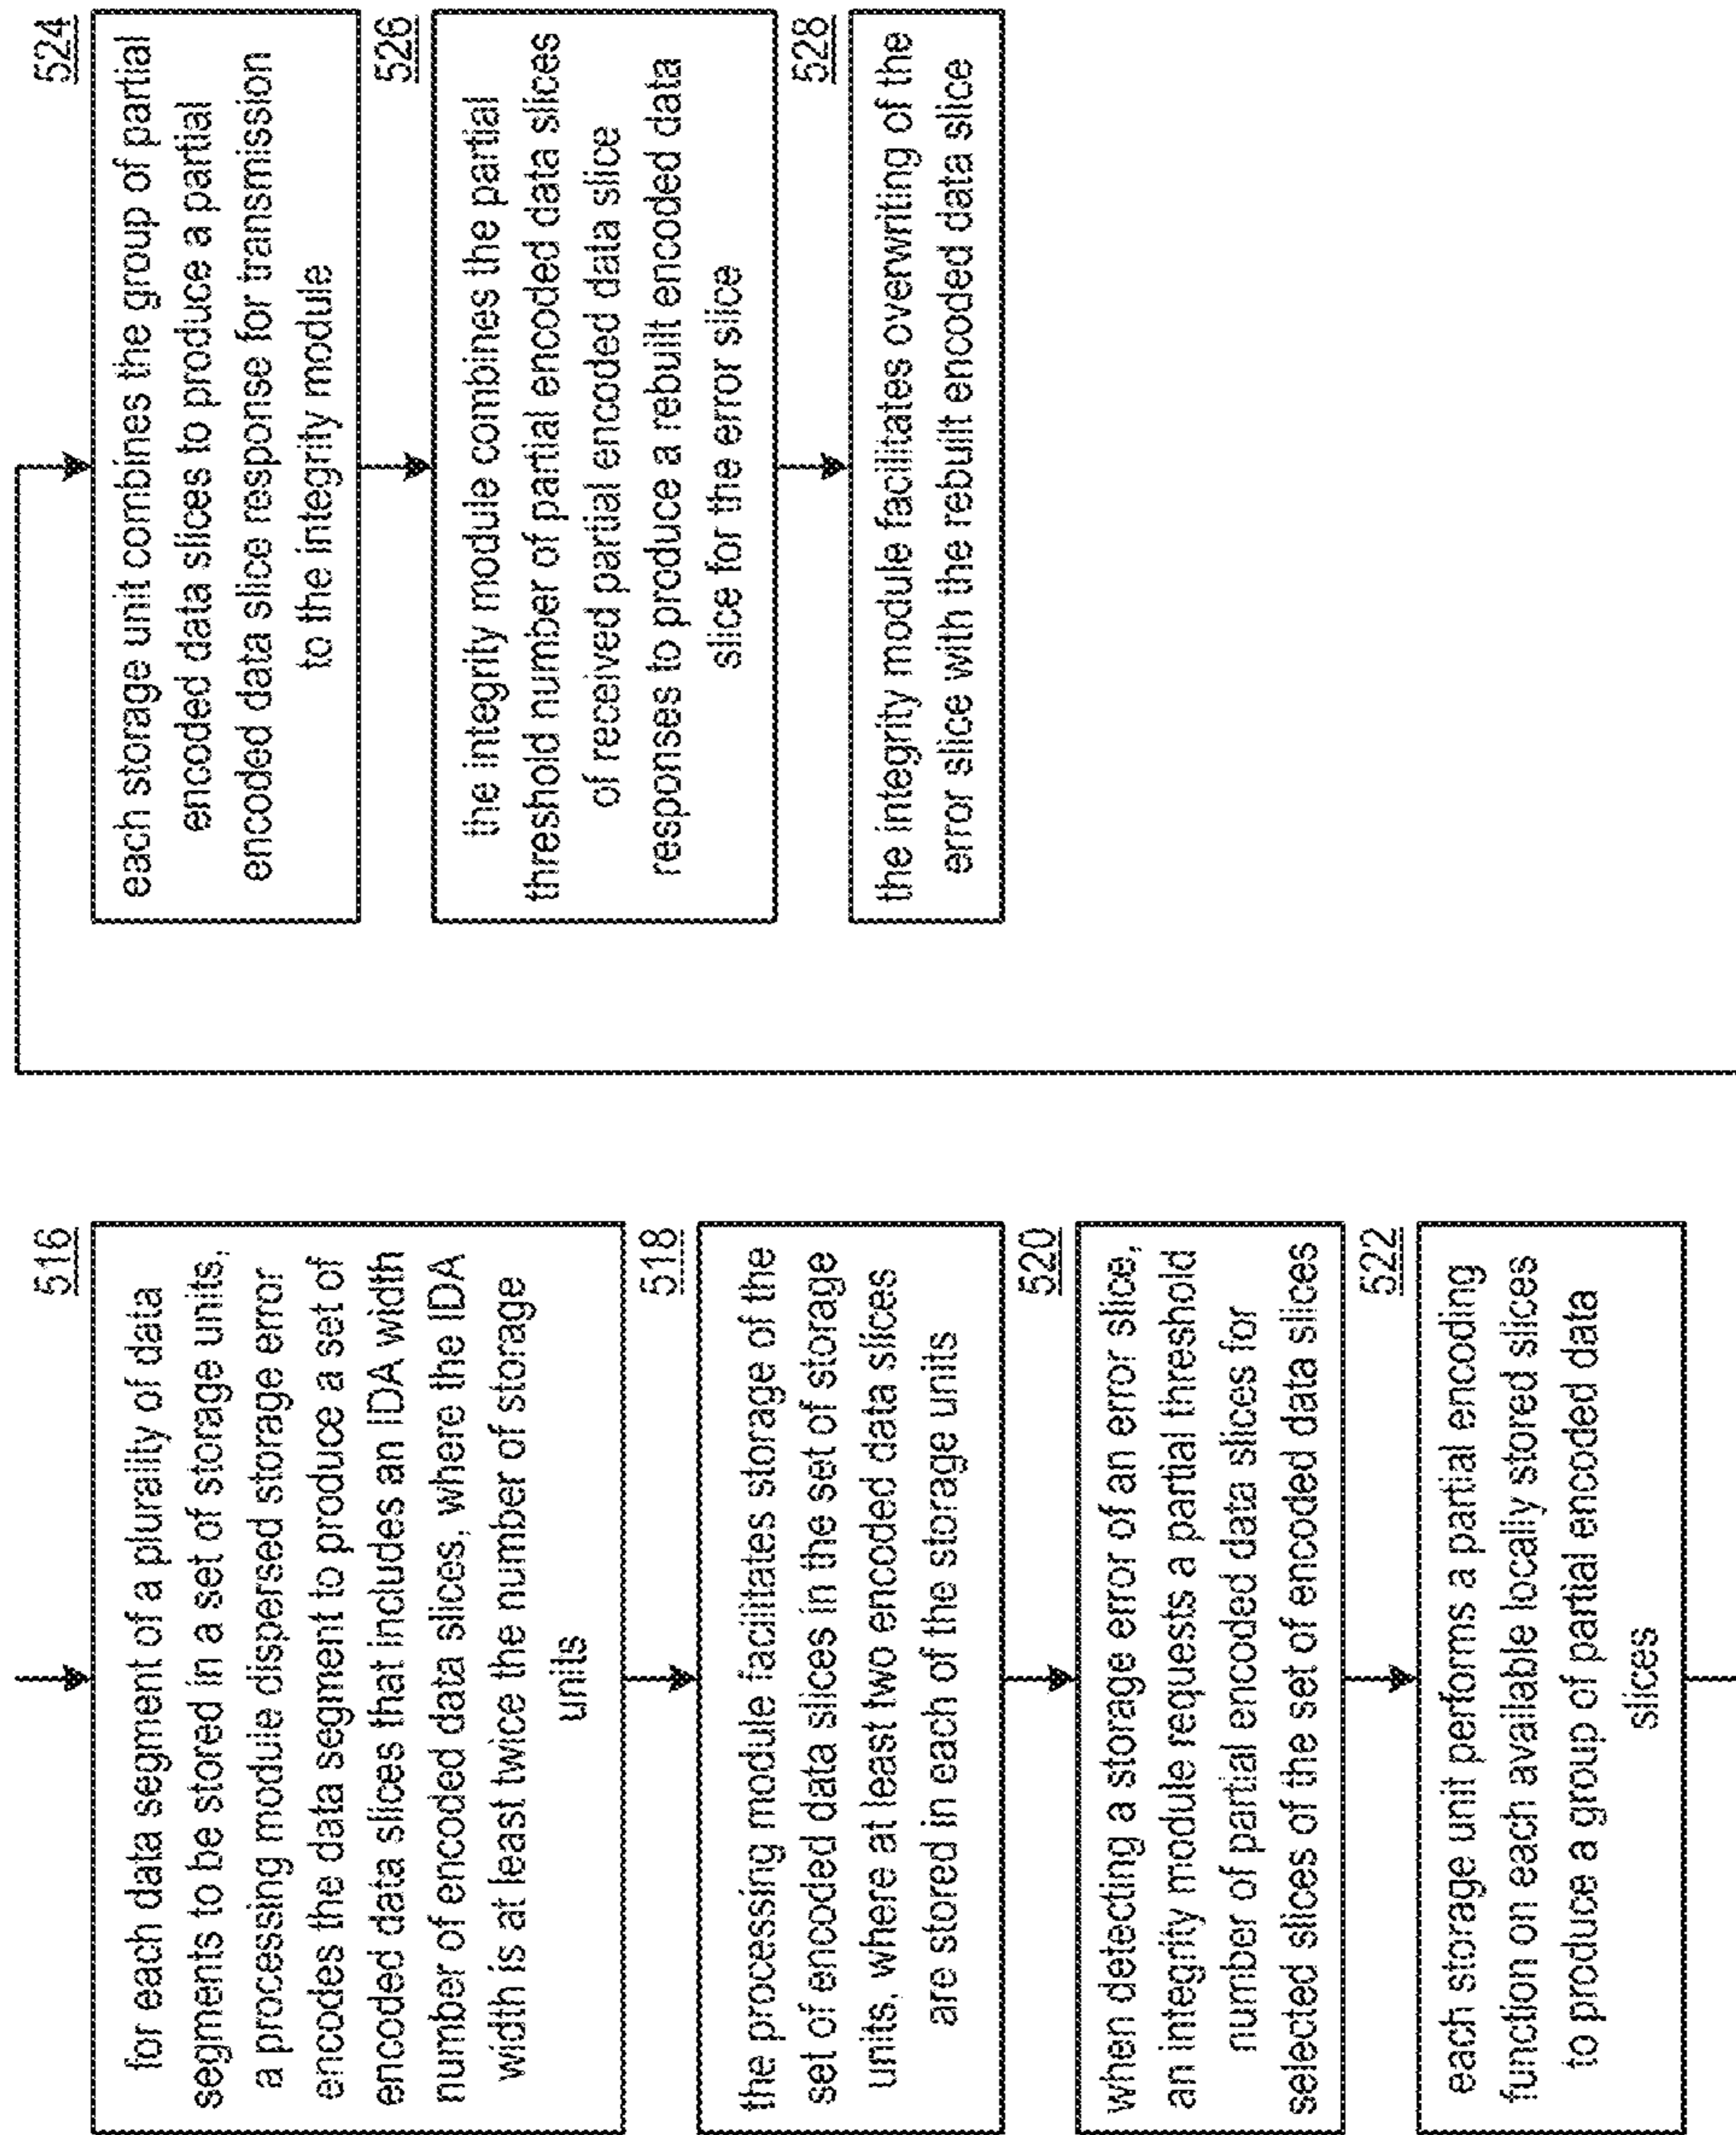 516
for each data segment of a plurality of data
segments to be stored in a set of storage units,
a processing module dispersed storage error
encodes the data segment to produce a set of
encoded data slices that includes an IDA width
number of encoded data slices, where the IDA
width is at least twice the number of storage
units
518
the processing module facilitates storage of the
set of encoded data slices in the set of storage
units, where at least two encoded data slices
are stored in each of the storage units
520
when detecting a storage error of an error slice,
an integrity module requests a partial threshold
number of partial encoded data slices for
selected slices of the set of encoded data slices
522
each storage unit performs a partial encoding
function on each available locally stored slices
to produce a group of partial encoded data
slices
524
each storage unit combines the group of partial
encoded data slices to produce a partial
encoded data slice response for transmission
to the integrity module
526
the integrity module combines the partial
threshold number of partial encoded data slices
of received partial encoded data slice
responses to produce a rebuilt encoded data
slice for the error slice
528
the integrity module facilitates overwriting of the
error slice with the rebuilt encoded data slice